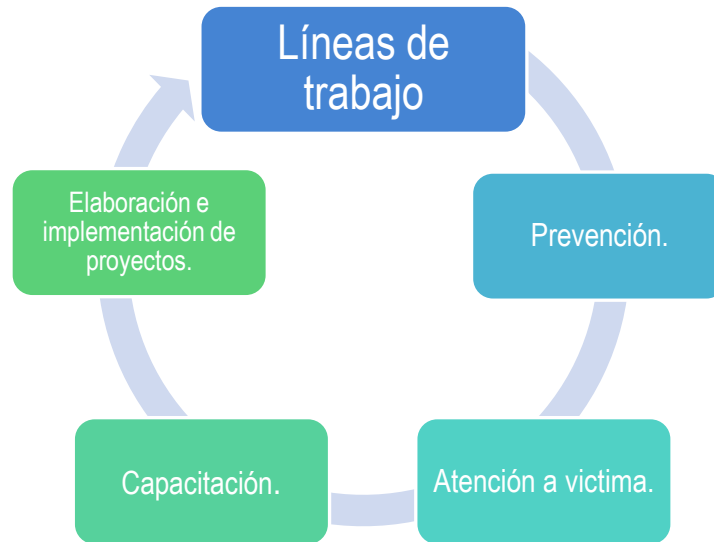 Líneas de
trabajo
Prevención.
Atención a victima.
Capacitación.
Elaboración e
implementación de
proyectos.